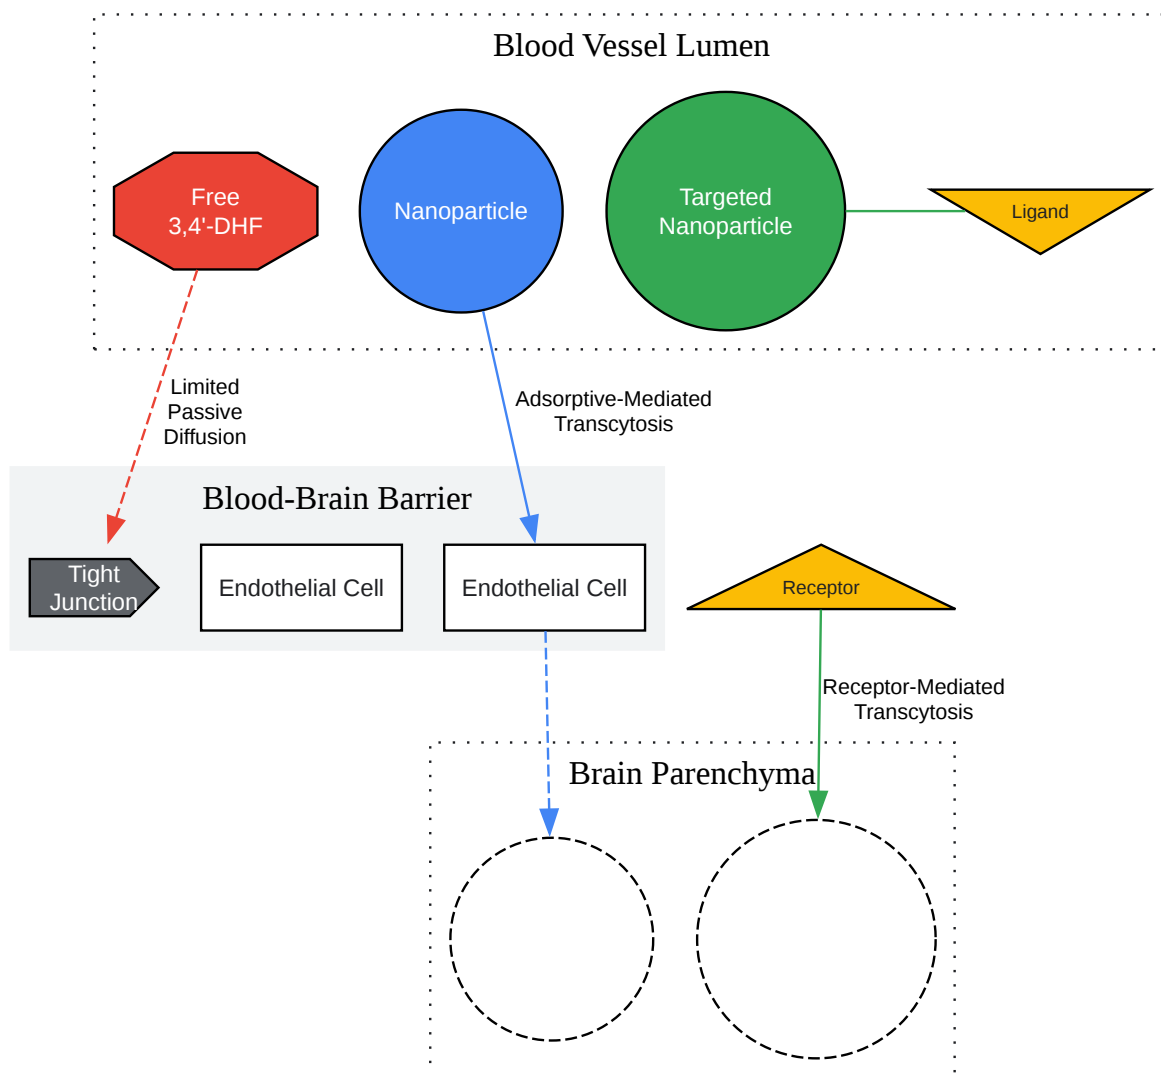 Blood Vessel Lumen
Free
3,4'-DHF
Nanoparticle
Targeted
Nanoparticle
Ligand
Limited
Passive
Diffusion
Adsorptive-Mediated
Transcytosis
Blood-Brain Barrier
Tight
Junction
Endothelial Cell
Endothelial Cell
Receptor
Receptor-Mediated
Transcytosis
Brain Parenchyma